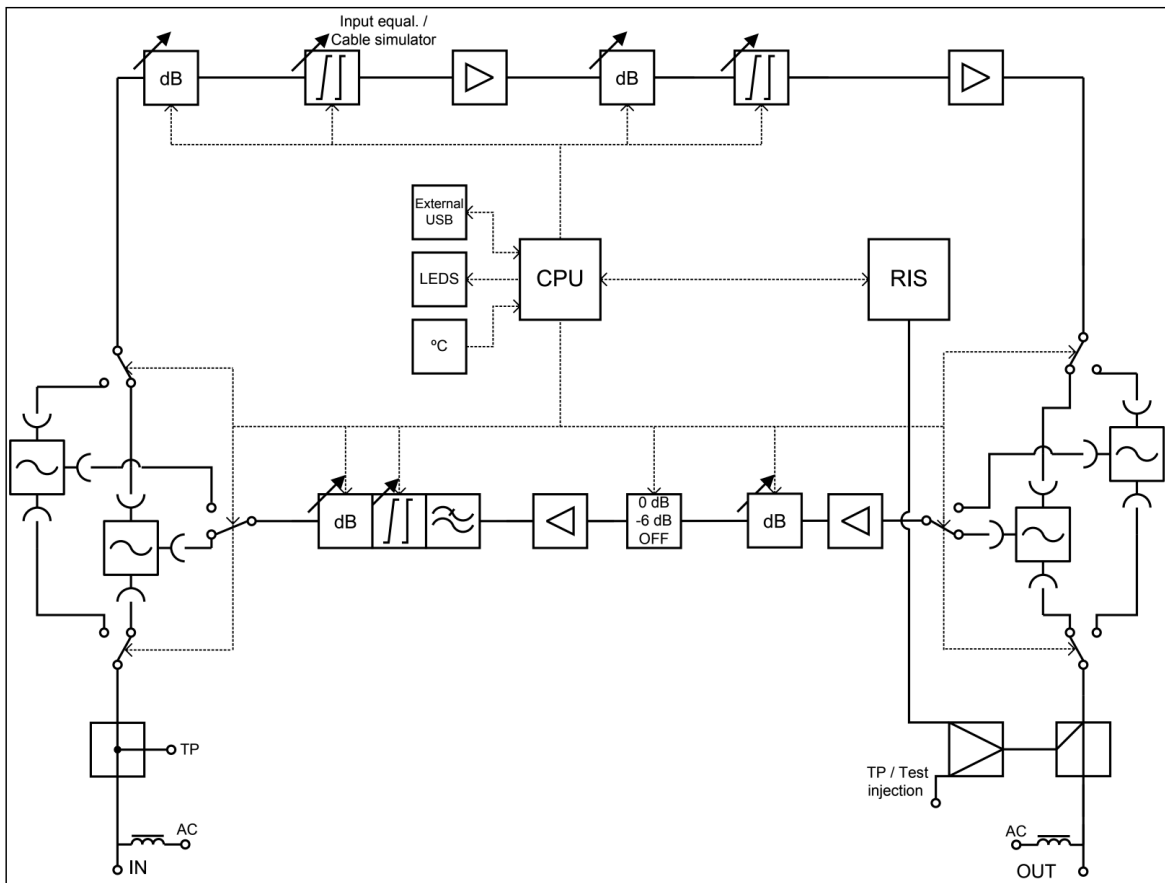 Input equal. /
Cable simulator
dB
dB
External
USB
CPU
RIS
LEDS
ºC
dB
0 dB
-6 dB
OFF
dB
TP
TP / Test
injection
AC
AC
IN
OUT